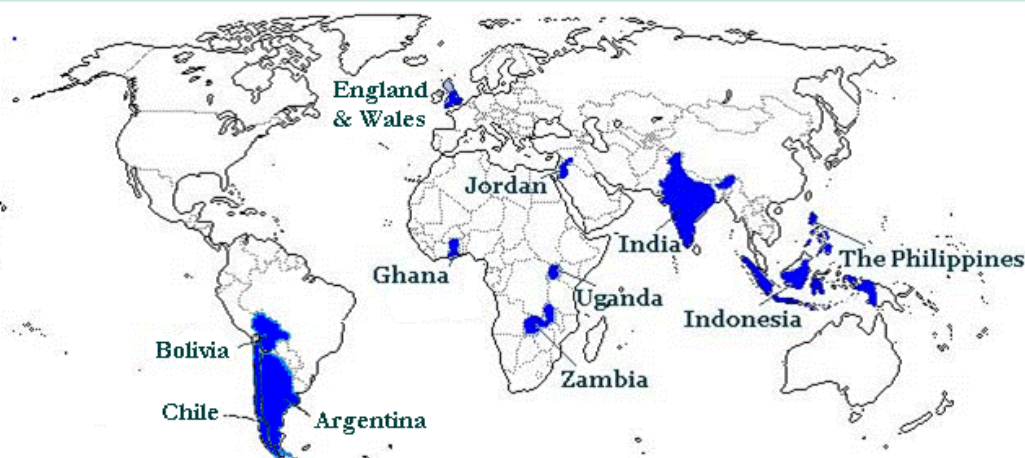 England
& Wales
Jordan
India
The Philippines
Ghana
Uganda
Indonesia
Bolivia
Zambia
Chile
Argentina